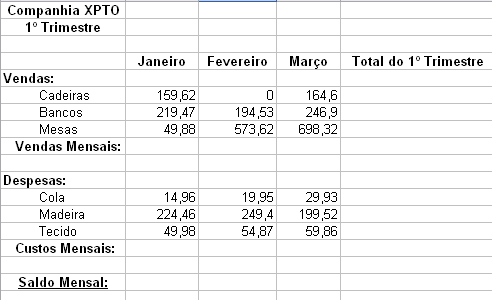 Companhia XPTO
1º Trimestre
Janeiro Fevereiro Março Total do 1º Trimestre
Vendas:
Cadeiras 159,62 0 164,6
Bancos 219,47 194,53 246,9
Mesas 49,88 573,62 698,32
Vendas Mensais:
Despesas:
Cola 14,96 19,95 29,93
Madeira 224,46 249,4 199,52
Tecido 49,98 54,87 59,86
Custos Mensais:
Saldo Mensal: